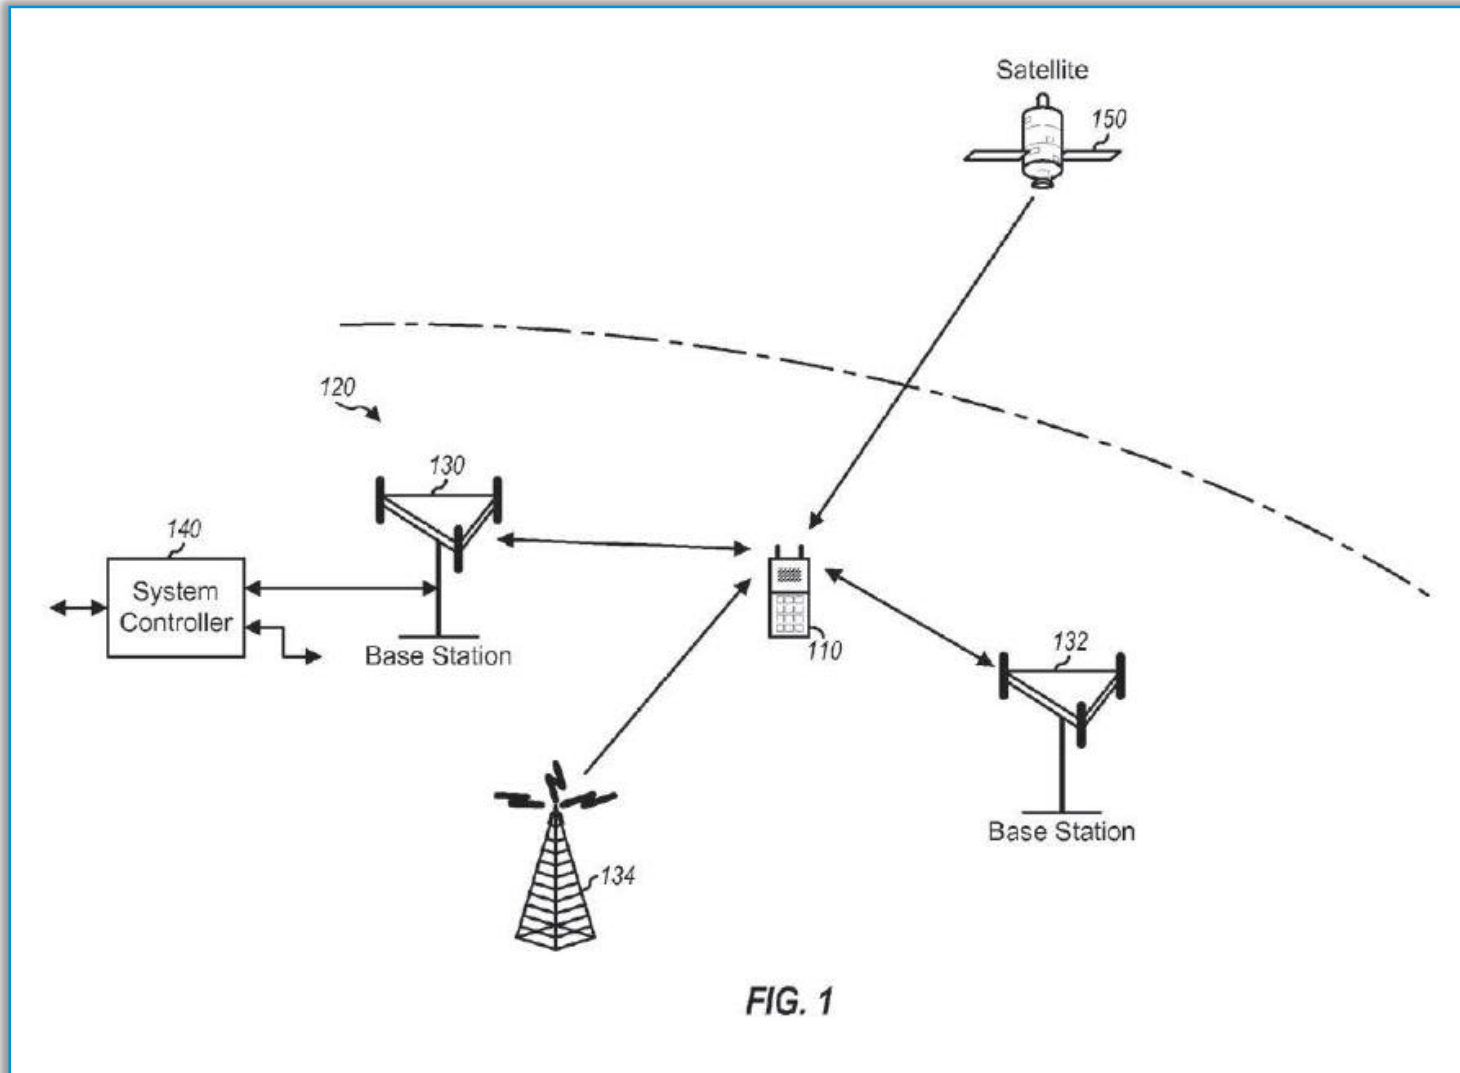 Satellite
150
120
130
140
System
Controller
Base Station
110
132
Base Station
134
FIG. 1